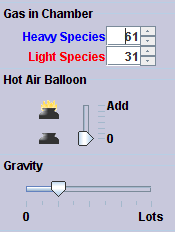 Gas in Chamber
Heavy Species 61
Light Species 31
Hot Air Balloon
Add
0
Gravity
0 Lots